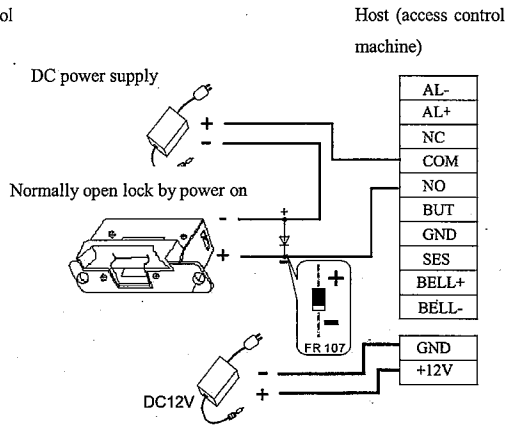 ol
Host (access control
machine)
DC power supply
+
-
Normally open lock by power on
-
+
+
-
+
-
FR 107
AL-
AL+
NC
COM
NO
BUT
GND
SES
BELL+
BELL-
GND
+12V
-
+
DC12V